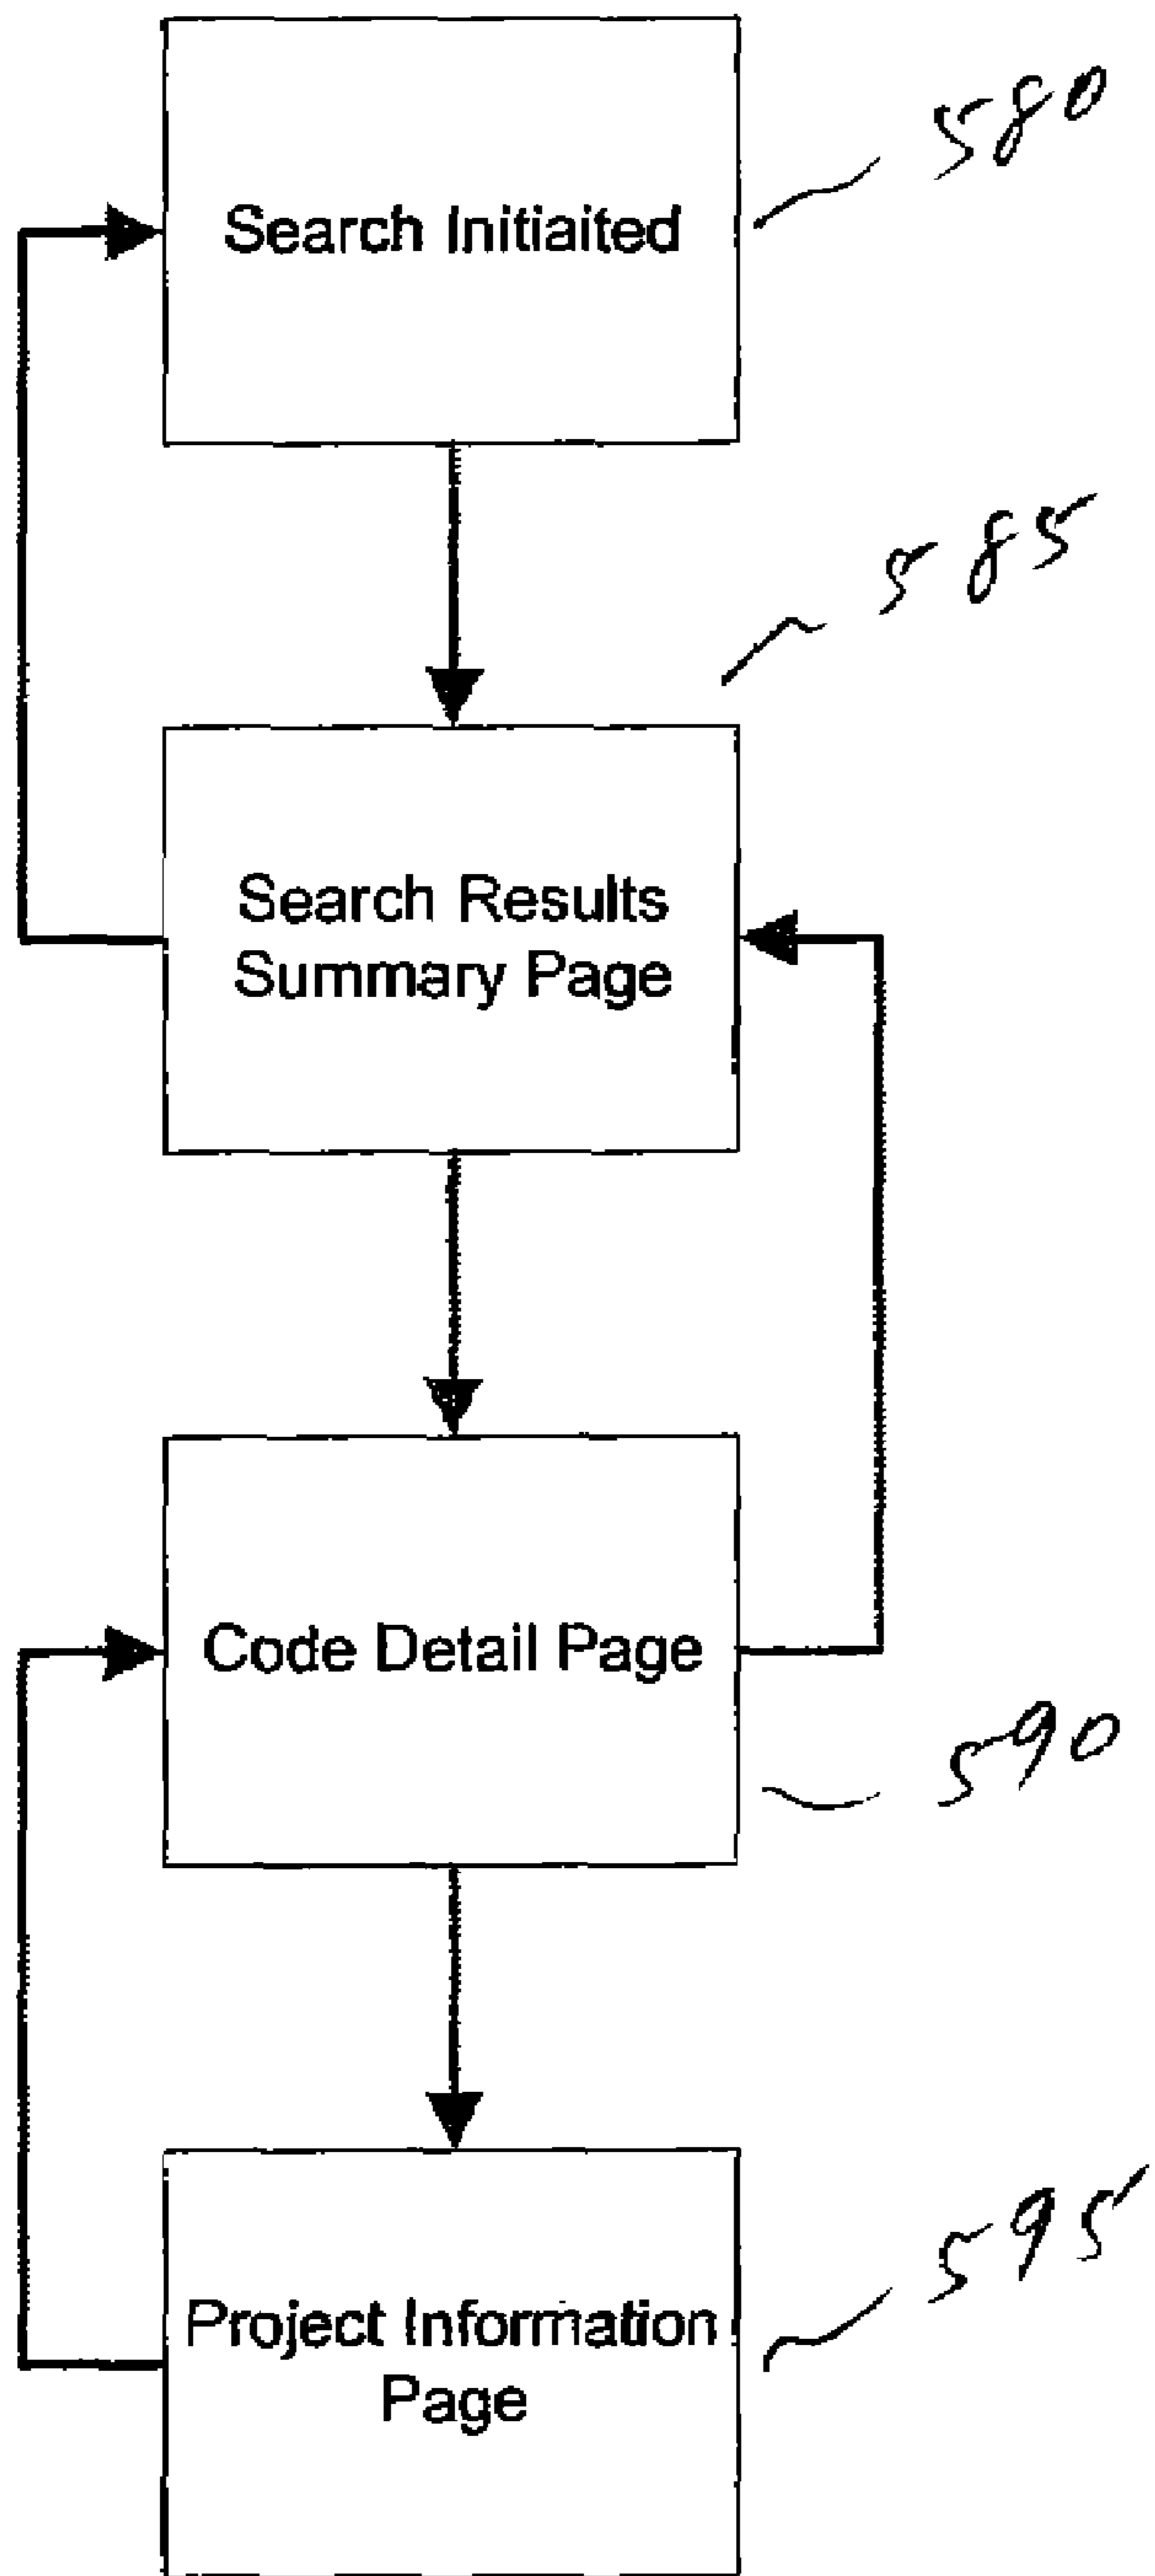 580
Search Initiaited
585
Search Results
Summary Page
Code Detail Page
590
595
Project Information
Page